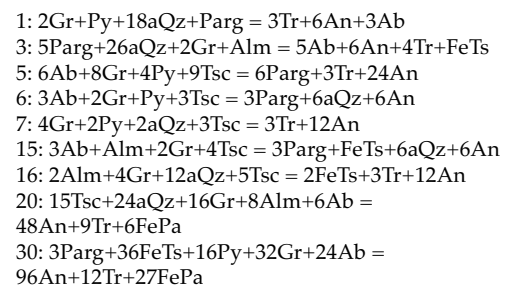 1: 2Gr+Py+18aQz+Parg = 3Tr+6An+3Ab
3: 5Parg+26aQz+2Gr+Alm = 5Ab+6An+4Tr+FeTs
5: 6Ab+8Gr+4Py+9Tsc = 6Parg+3Tr+24An
6: 3Ab+2Gr+Py+3Tsc = 3Parg+6aQz+6An
7: 4Gr+2Py+2aQz+3Tsc = 3Tr+12An
15: 3Ab+Alm+2Gr+4Tsc = 3Parg+FeTs+6aQz+6An
16: 2Alm+4Gr+12aQz+5Tsc = 2FeTs+3Tr+12An
20: 15Tsc+24aQz+16Gr+8Alm+6Ab =
48An+9Tr+6FePa
30: 3Parg+36FeTs+16Py+32Gr+24Ab =
96An+12Tr+27FePa